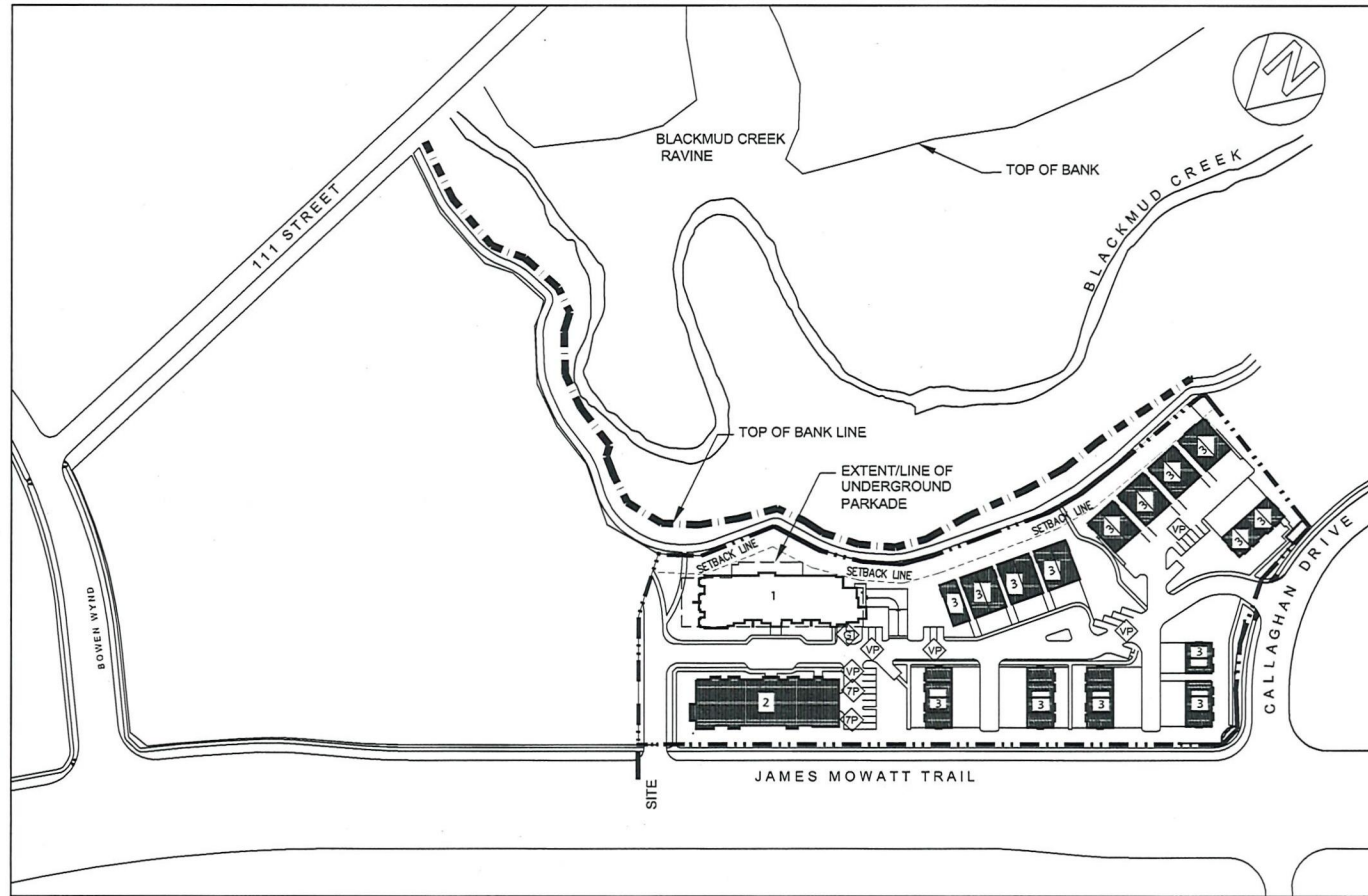 N
BLACKMUD CREEK
RAVINE
TOP OF BANK
111 STREET
BLACKMUD CREEK
TOP OF BANK LINE
EXTENT/LINE OF
UNDERGROUND
PARKADE
3
3
3
3
3
3
VP
SETBACK LINE
SETBACK LINE
SETBACK LINE
CALLAGHAN DRIVE
1
3
3
3
3
VP
VP
VP
3
BOWEN WYND
2
VP
7P
7P
3
3
3
3
SITE
JAMES MOWATT TRAIL